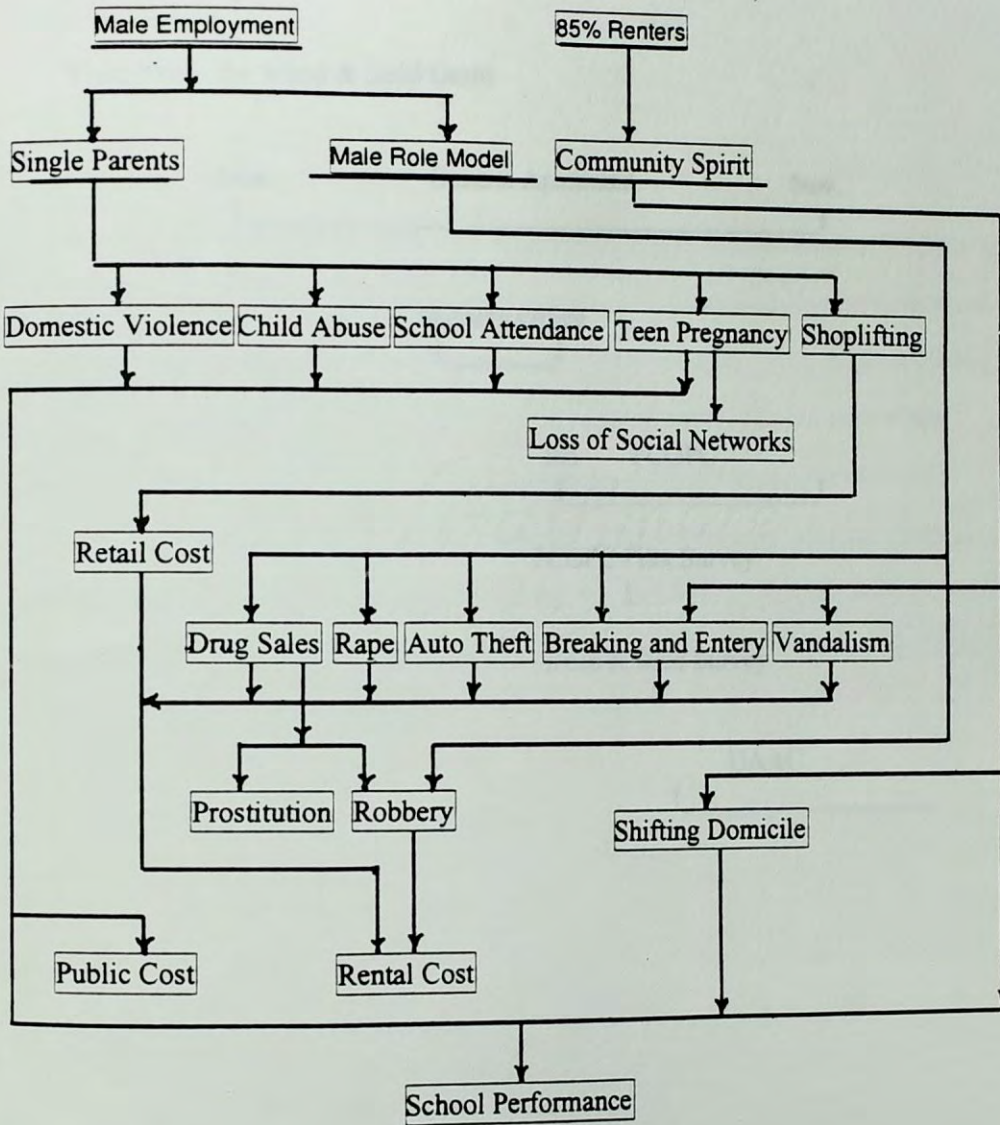 Male Employment
85% Renters
Single Parents
Male Role Model
Community Spirit
Domestic Violence
Child Abuse
School Attendance
Teen Pregnancy
Shoplifting
Loss of Social Networks
Retail Cost
Drug Sales
Rape
Auto Theft
Breaking and Entery
Vandalism
Prostitution
Robbery
Shifting Domicile
Public Cost
Rental Cost
School Performance